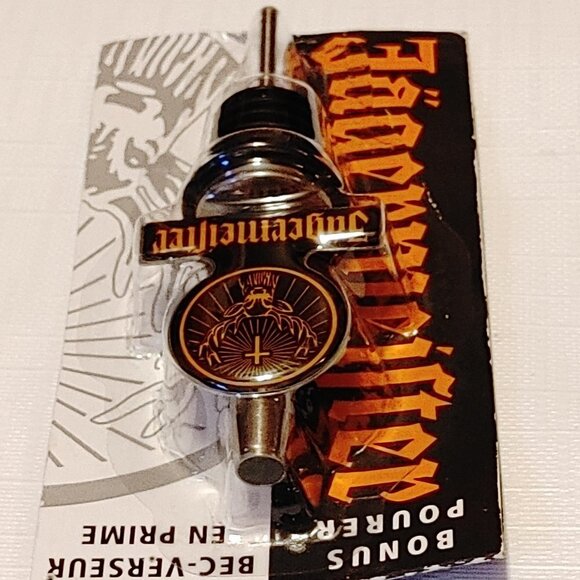 Jägermeister
Jägermeister
BONUS
POURER
BEC-VERSEUR
EN PRIME